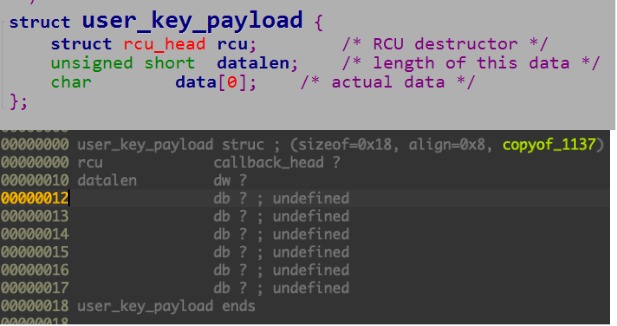 struct user_key_payload {
struct rcu_head rcu; /* RCU destructor */
unsigned short datalen; /* length of this data */
char data[0]; /* actual data */
};
00000000 user_key_payload struc ; (sizeof=0x18, align=0x8, copyof_1137)
00000000 rcu callback_head ?
00000010 datalen dw ?
00000012 db ? ; undefined
00000013 db ? ; undefined
00000014 db ? ; undefined
00000015 db ? ; undefined
00000016 db ? ; undefined
00000017 db ? ; undefined
00000018 user_key_payload ends